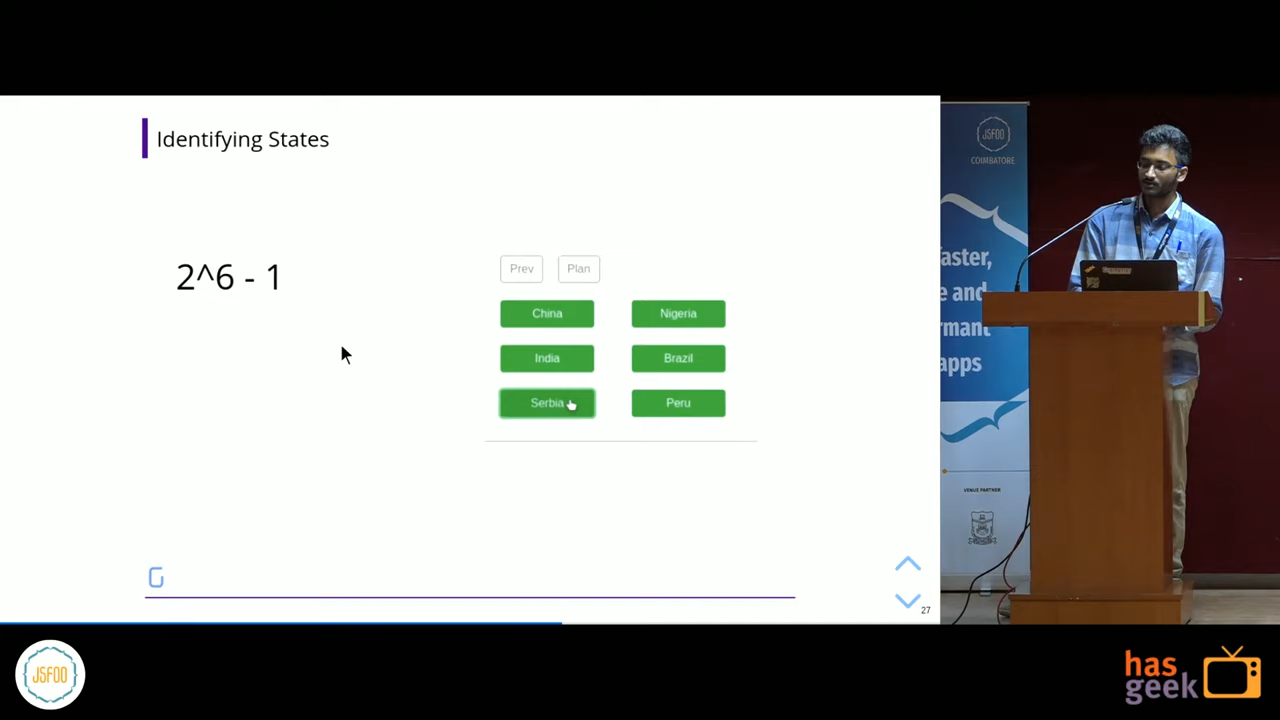 Identifying States
2^6 - 1
Prev Plan
China Nigeria
India Brazil
Serbia Peru
27
JSFOO
COIMBATORE
aster,
e and
rmant
apps
VENUE PARTNER
JSFOO
has
geek